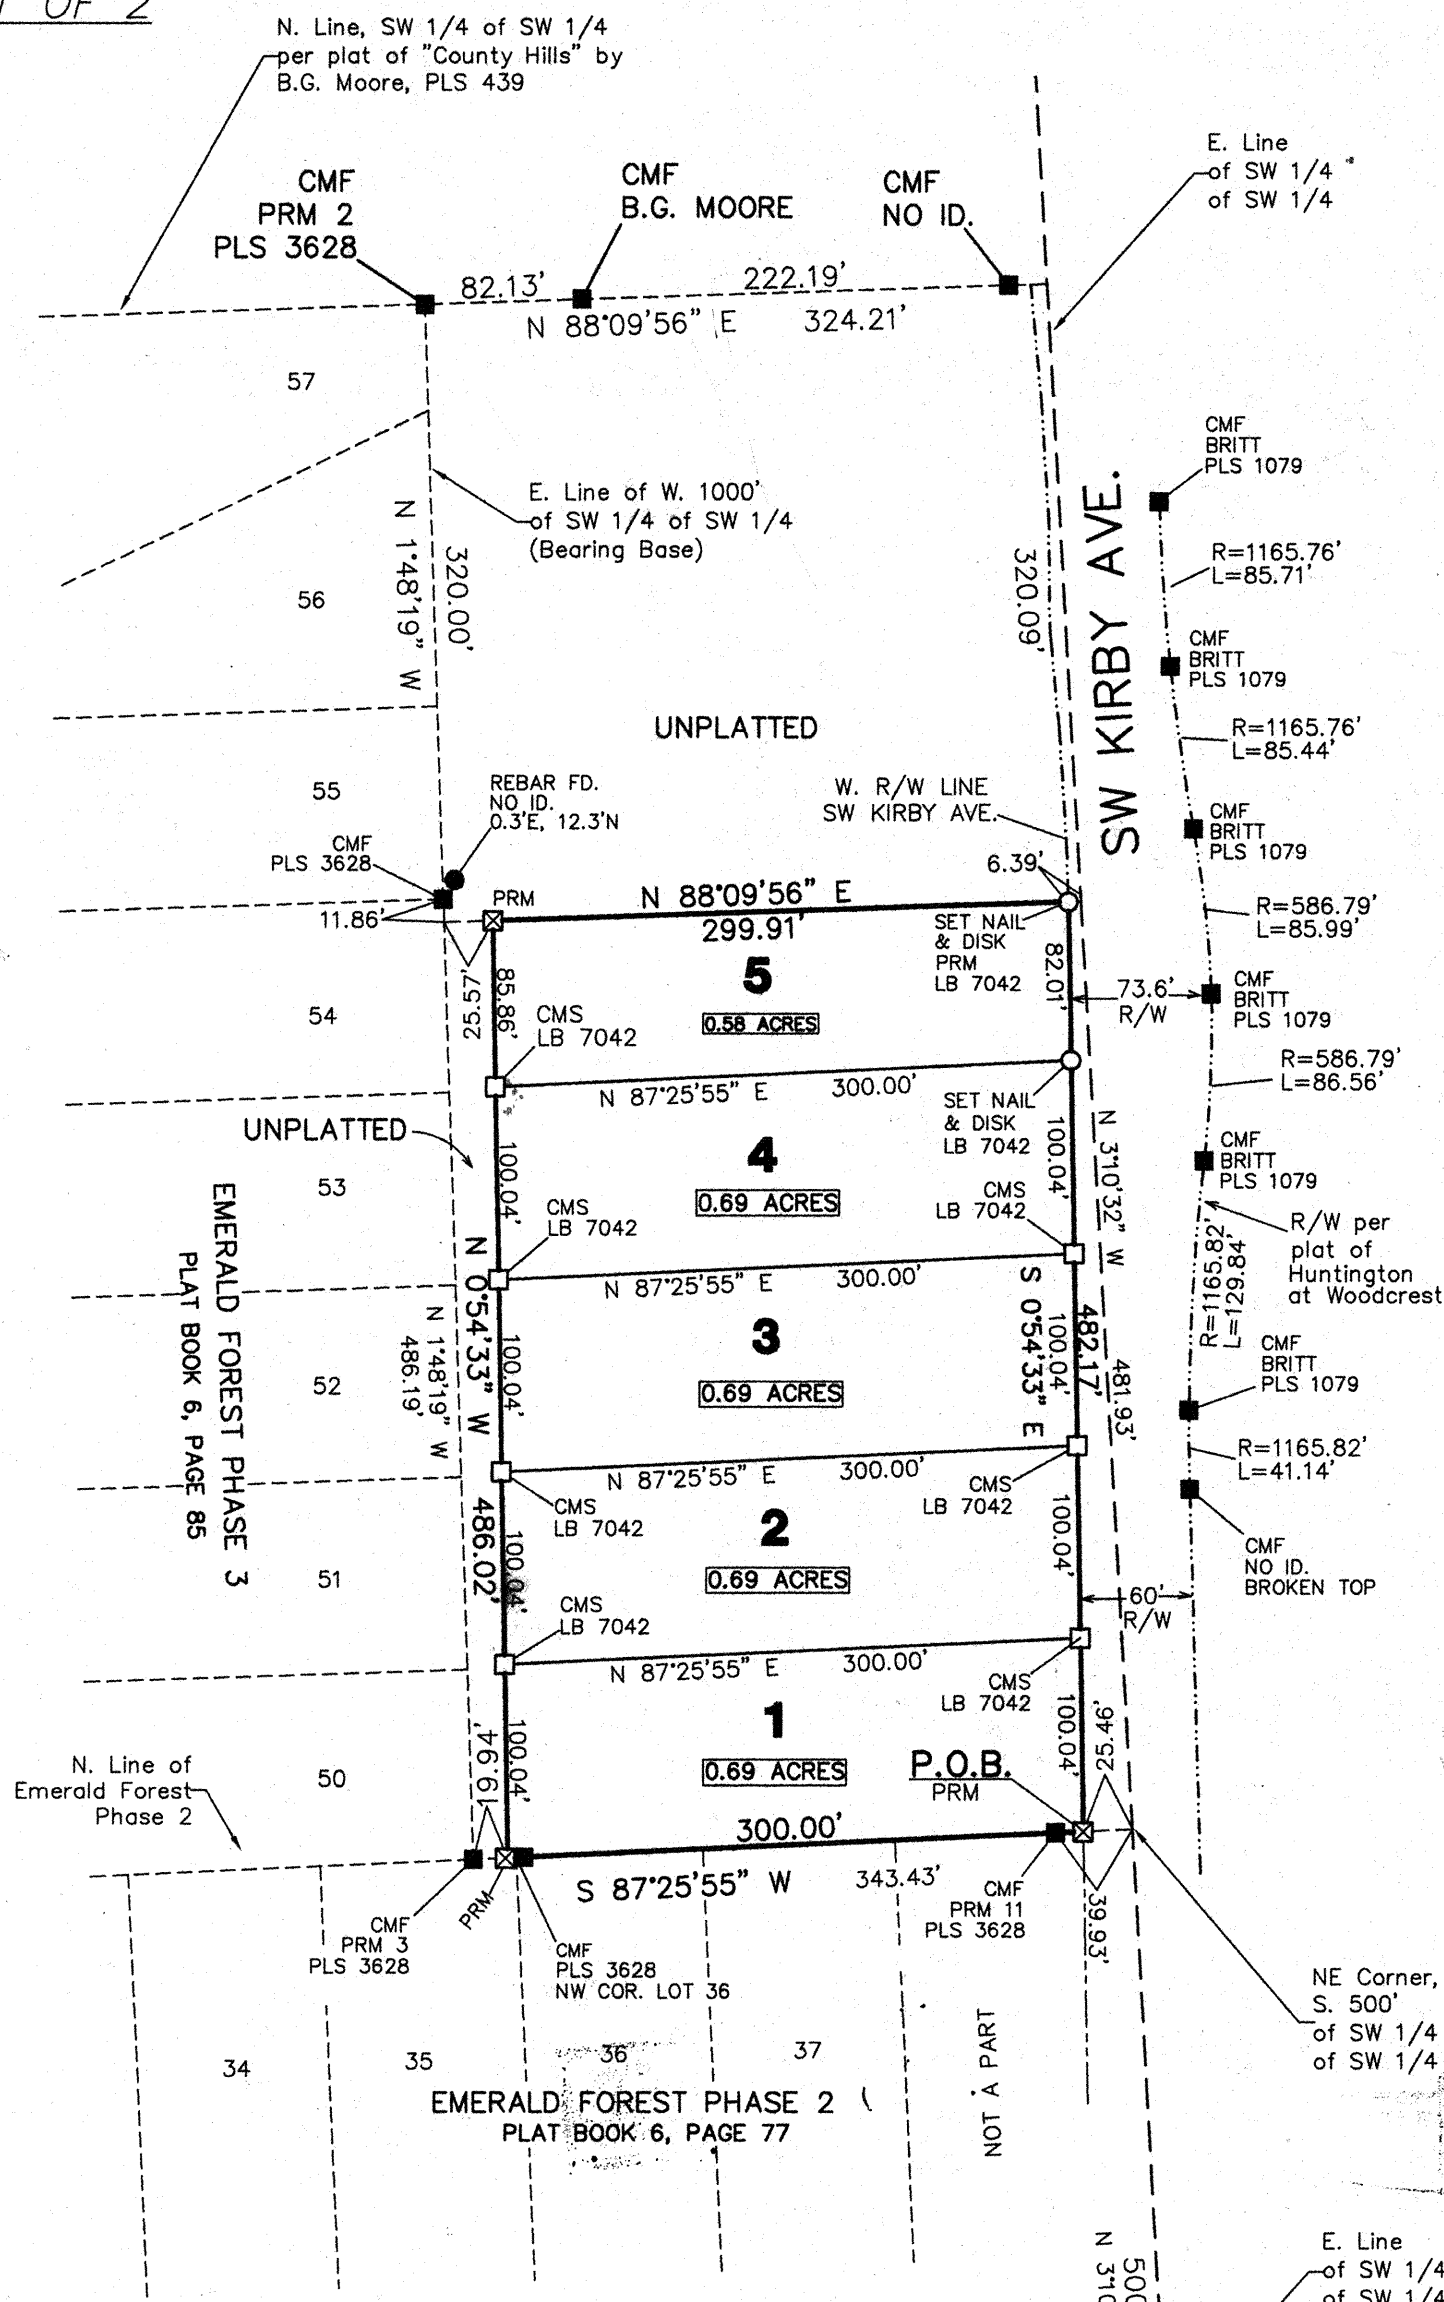 OF 2
N. Line, SW 1/4 of SW 1/4
per plat of "County Hills" by
B.G. Moore, PLS 439
E. Line
of SW 1/4
of SW 1/4
CMF
PRM 2
PLS 3628
CMF
B.G. MOORE
CMF
NO ID.
82.13'
222.19'
N 88°09'56" E 324.21'
57
E. Line of W. 1000'
of SW 1/4 of SW 1/4
(Bearing Base)
N 1°48'19" W
320.00'
320.09'
SW KIRBY AVE.
CMF
BRITT
PLS 1079
R=1165.76'
L=85.71'
56
CMF
BRITT
PLS 1079
UNPLATTED
R=1165.76'
L=85.44'
55
REBAR FD.
NO ID.
0.3'E, 12.3'N
W. R/W LINE
SW KIRBY AVE.
CMF
BRITT
PLS 1079
CMF
PLS 3628
6.39'
11.86'
PRM
N 88°09'56" E
299.91'
SET NAIL
& DISK
PRM
LB 7042
R=586.79'
L=85.99'
25.57'
85.86'
82.01'
5
0.58 ACRES
73.6'
R/W
CMF
BRITT
PLS 1079
54
CMS
LB 7042
N 87°25'55" E 300.00'
R=586.79'
L=86.56'
SET NAIL
& DISK
LB 7042
UNPLATTED
100.04'
4
0.69 ACRES
100.04'
N 3°10'32" W
CMF
BRITT
PLS 1079
53
CMS
LB 7042
CMS
LB 7042
R/W per
plat of
Huntington
at Woodcrest
R=1165.82'
L=129.84'
N 87°25'55" E 300.00'
EMERALD FOREST PHASE 3
PLAT BOOK 6, PAGE 85
N 0°54'33" W
486.02'
N 1°48'19" W
486.19'
100.04'
3
0.69 ACRES
S 0°54'33" E
100.04'
482.17'
481.93'
CMF
BRITT
PLS 1079
52
N 87°25'55" E 300.00'
R=1165.82'
L=41.14'
CMS
LB 7042
CMS
LB 7042
100.04'
2
0.69 ACRES
100.04'
CMF
NO ID.
BROKEN TOP
51
60'
R/W
CMS
LB 7042
N 87°25'55" E 300.00'
CMS
LB 7042
100.04'
1
0.69 ACRES
100.04'
25.46'
19.94'
P.O.B.
PRM
N. Line of
Emerald Forest
Phase 2
50
300.00'
S 87°25'55" W 343.43'
PRM
CMF
PRM 3
PLS 3628
CMF
PLS 3628
NW COR. LOT 36
CMF
PRM 11
PLS 3628
39.93'
NE Corner,
S. 500'
of SW 1/4
of SW 1/4
34
35
36
37
NOT A PART
EMERALD FOREST PHASE 2
PLAT BOOK 6, PAGE 77
E. Line
of SW 1/4
of SW 1/4
N 3°10
500